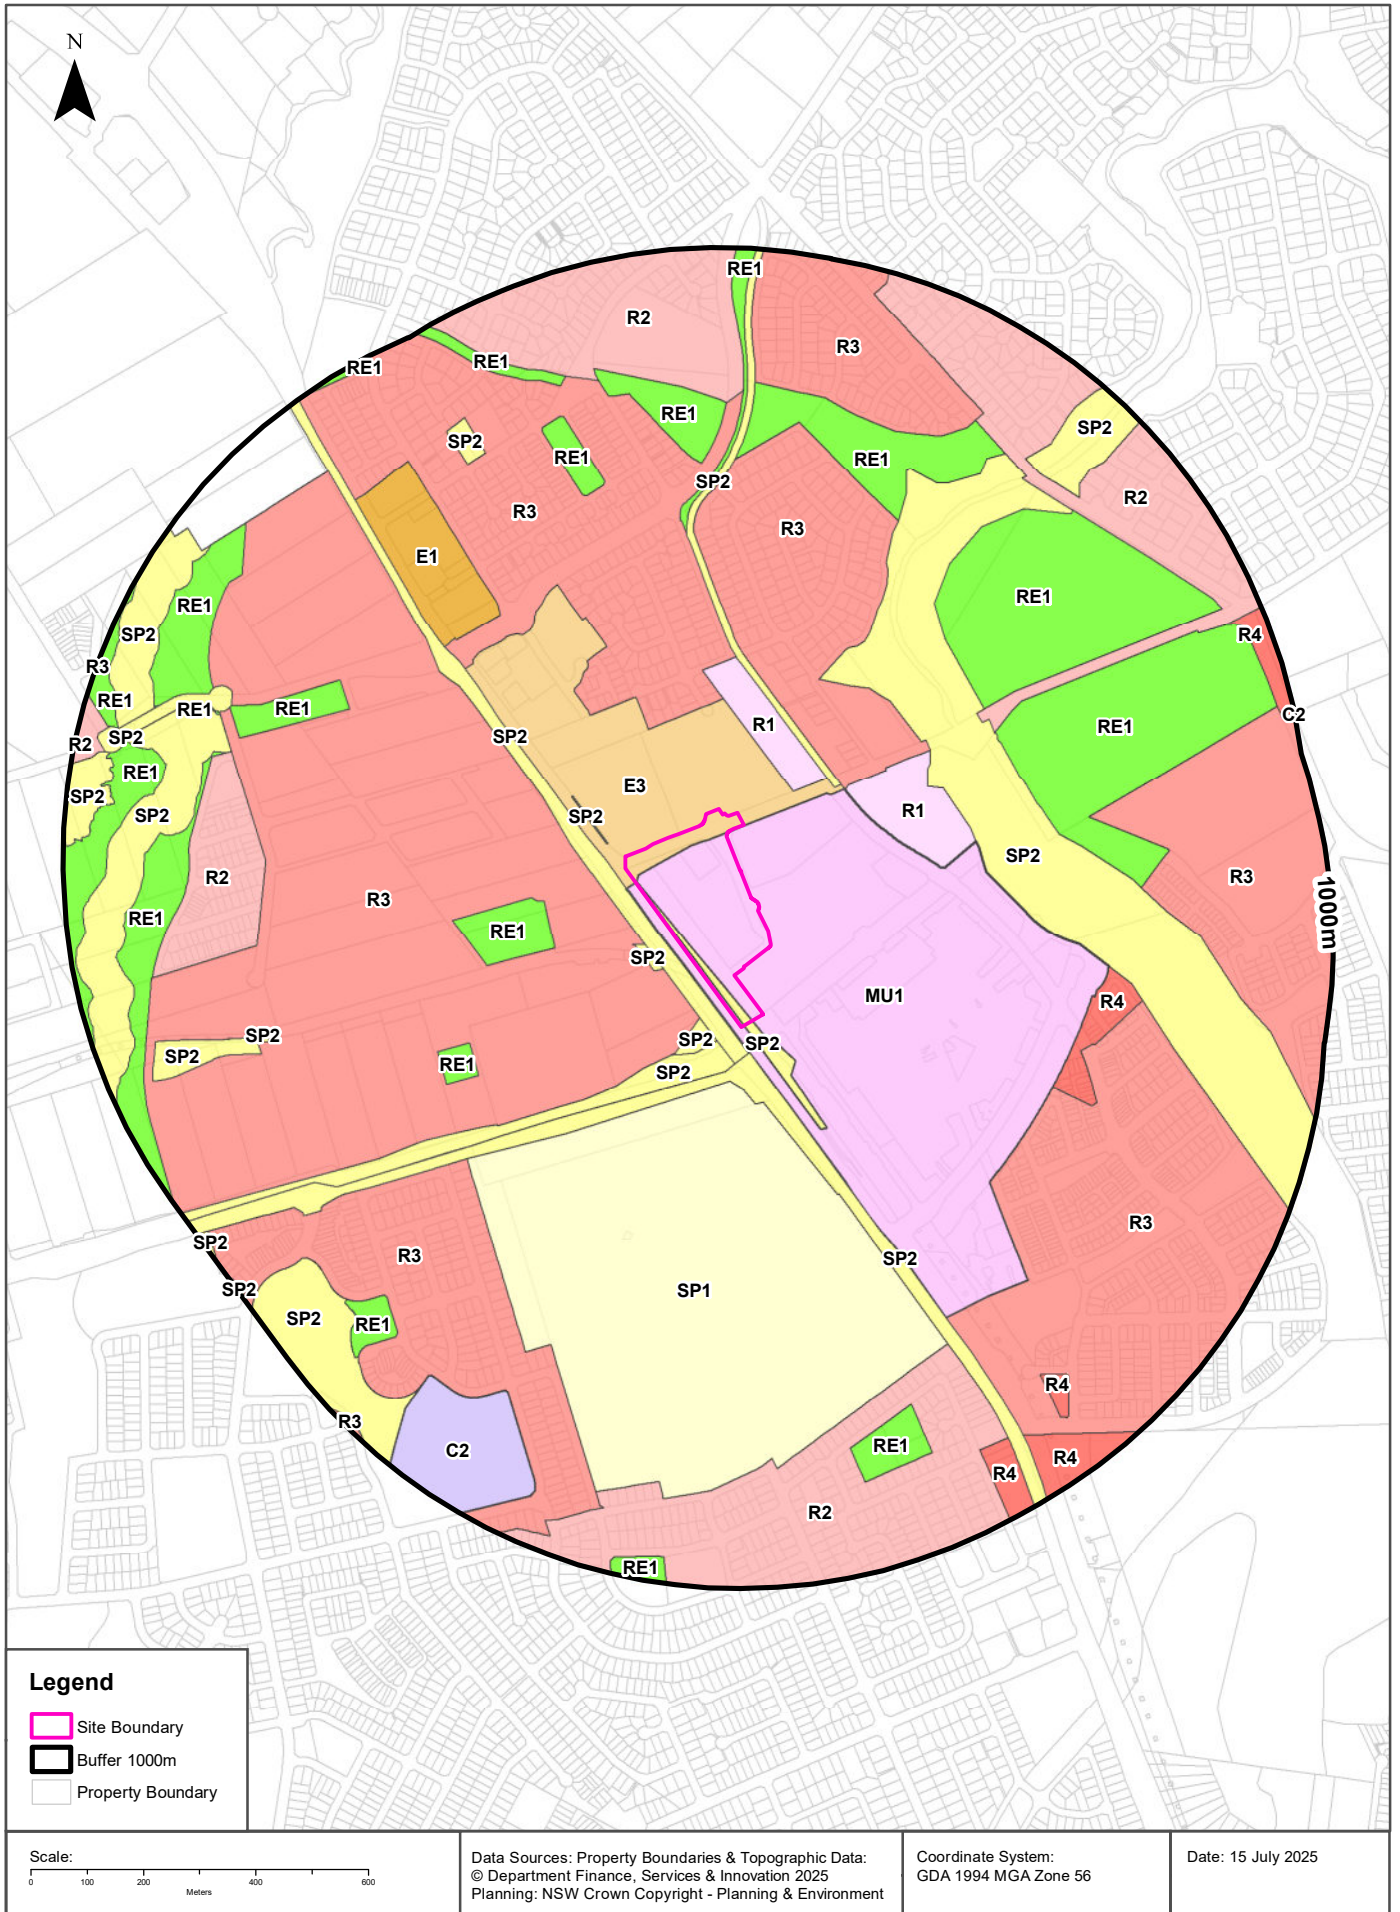 N
RE1
R2
R3
RE1
RE1
RE1
SP2
SP2
RE1
RE1
SP2
R2
R3
R3
E1
RE1
RE1
SP2
R4
R3
RE1
RE1
RE1
C2
R2
SP2
SP2
R1
RE1
RE1
SP2
E3
SP2
R1
SP2
SP2
R2
R3
R3
1000m
RE1
RE1
SP2
MU1
R4
SP2
SP2
SP2
SP2
RE1
SP2
R3
SP2
R3
SP2
SP2
SP1
SP2
RE1
R4
R3
C2
RE1
R4
R4
R2
RE1
Legend
Site Boundary
Buffer 1000m
Property Boundary
Scale:
0 100 200 400 600
Meters
Data Sources: Property Boundaries & Topographic Data:
© Department Finance, Services & Innovation 2025
Planning: NSW Crown Copyright - Planning & Environment
Coordinate System:
GDA 1994 MGA Zone 56
Date: 15 July 2025